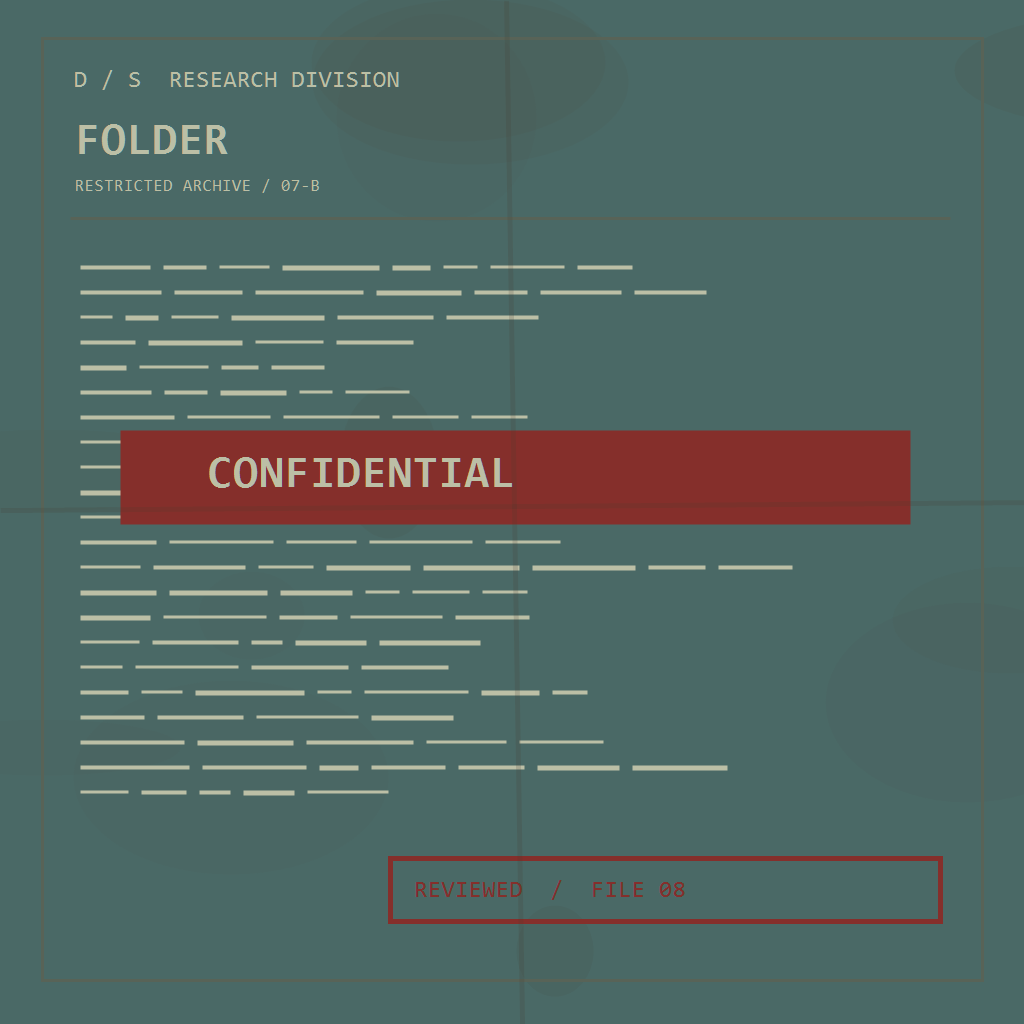 D / S  RESEARCH DIVISION
FOLDER
RESTRICTED ARCHIVE / 07-B
CONFIDENTIAL
REVIEWED  /  FILE 08